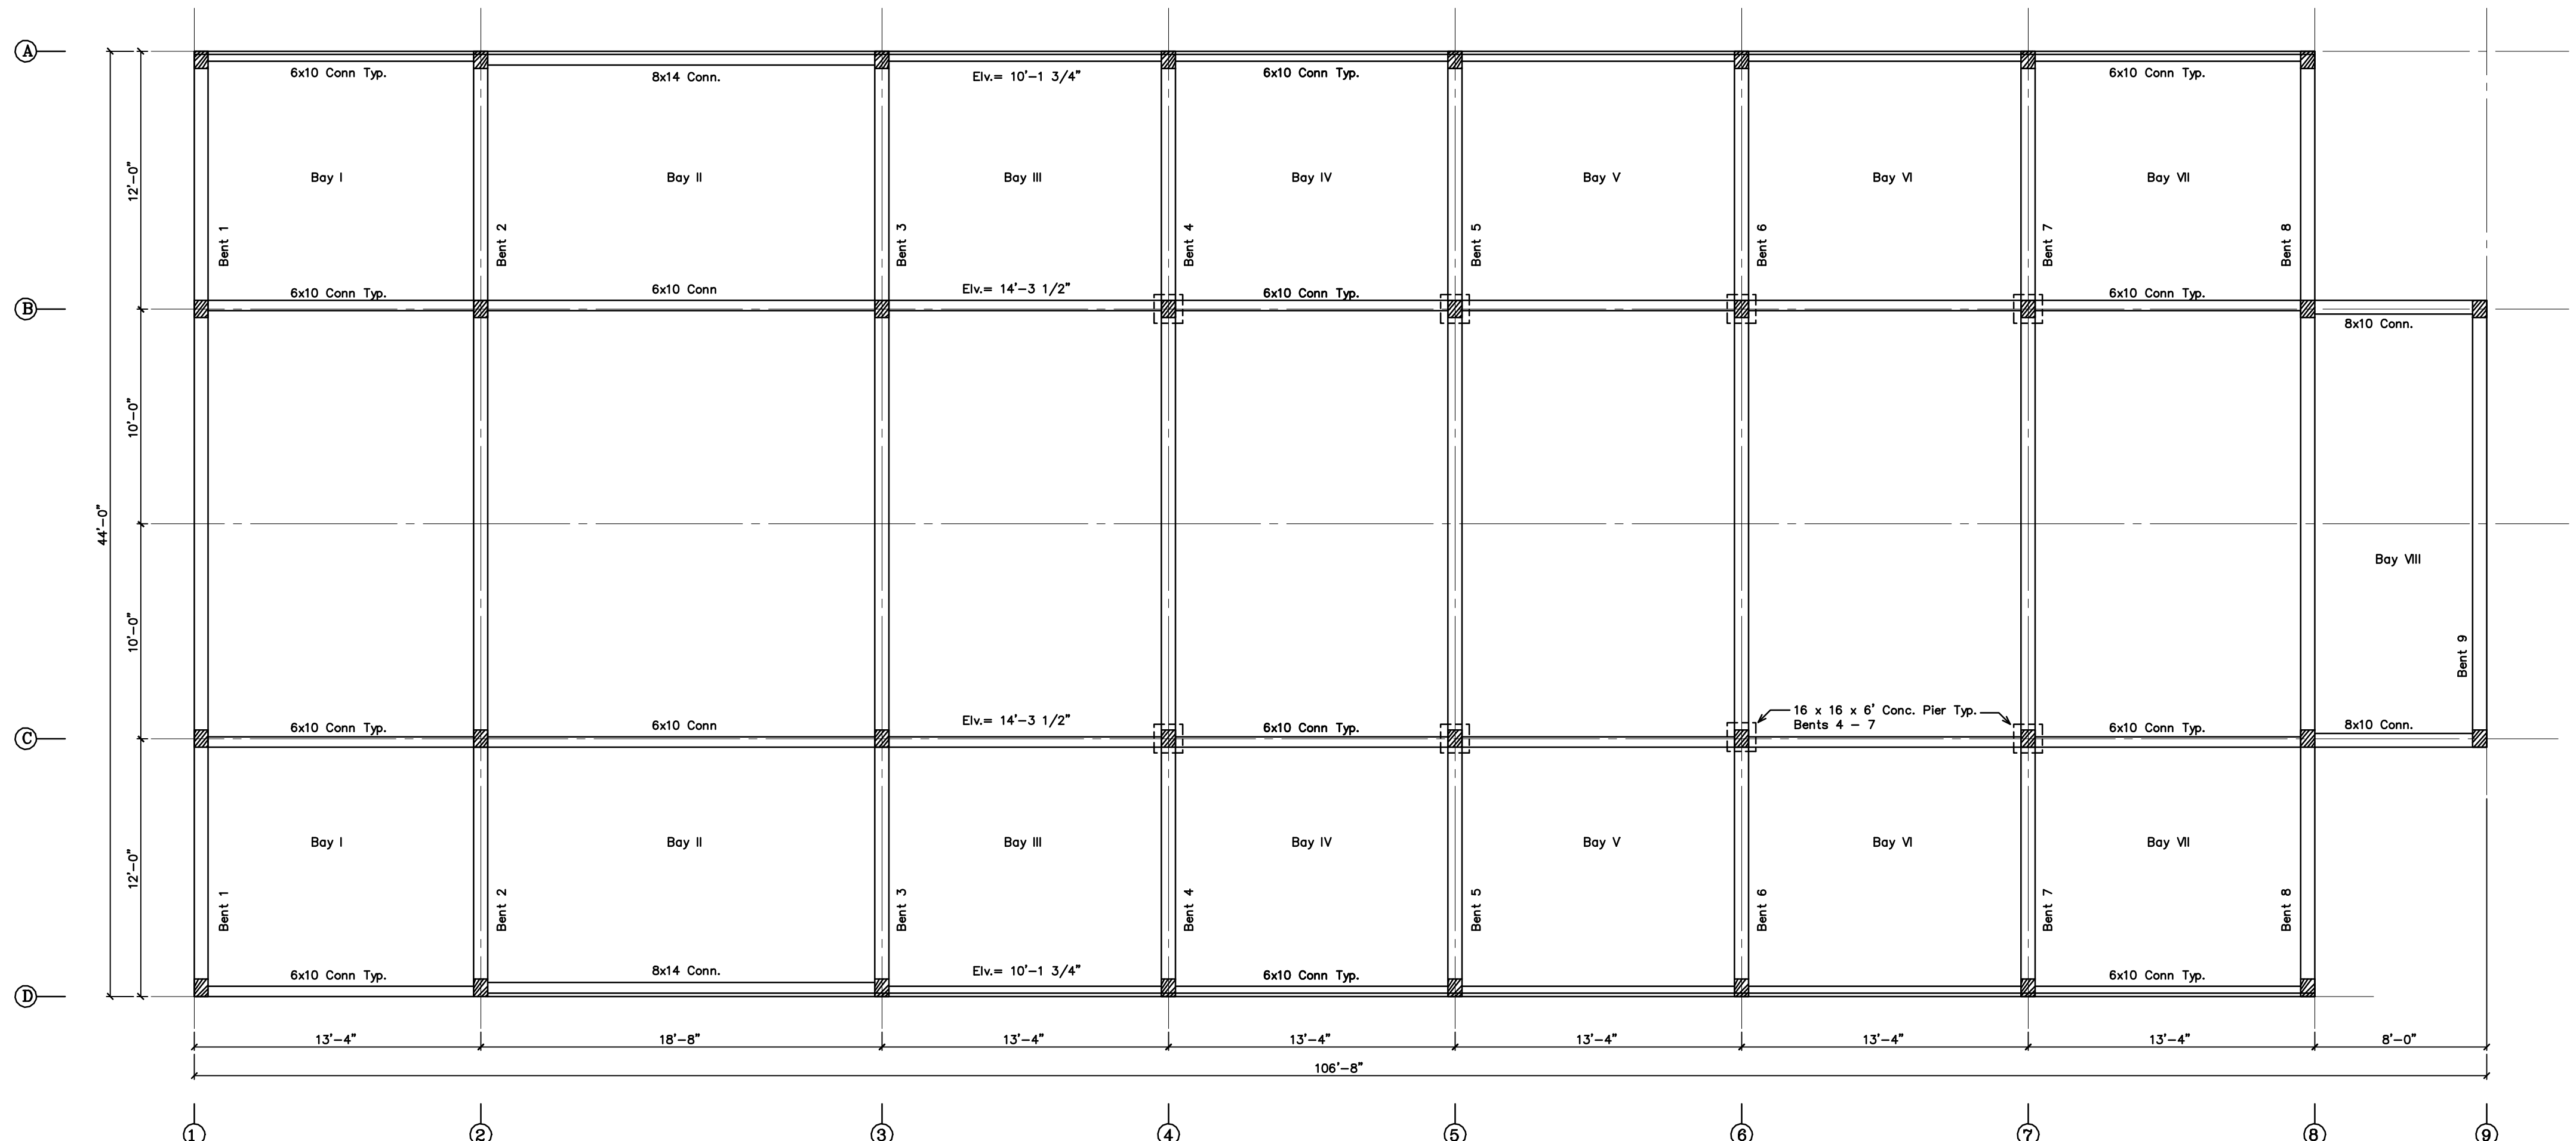 A
6x10 Conn Typ.
8x14 Conn.
Elv.= 10'-1 3/4"
6x10 Conn Typ.
6x10 Conn Typ.
12'-0"
Bay I
Bay II
Bay III
Bay IV
Bay V
Bay VI
Bay VII
Bent 1
Bent 2
Bent 3
Bent 4
Bent 5
Bent 6
Bent 7
Bent 8
B
6x10 Conn Typ.
6x10 Conn
Elv.= 14'-3 1/2"
6x10 Conn Typ.
6x10 Conn Typ.
8x10 Conn.
10'-0"
44'-0"
Bay VIII
10'-0"
Bent 9
C
6x10 Conn Typ.
6x10 Conn
Elv.= 14'-3 1/2"
6x10 Conn Typ.
16 x 16 x 6' Conc. Pier Typ.
Bents 4 - 7
6x10 Conn Typ.
8x10 Conn.
12'-0"
Bay I
Bay II
Bay III
Bay IV
Bay V
Bay VI
Bay VII
Bent 1
Bent 2
Bent 3
Bent 4
Bent 5
Bent 6
Bent 7
Bent 8
D
6x10 Conn Typ.
8x14 Conn.
Elv.= 10'-1 3/4"
6x10 Conn Typ.
6x10 Conn Typ.
13'-4"
18'-8"
13'-4"
13'-4"
13'-4"
13'-4"
13'-4"
8'-0"
106'-8"
1
2
3
4
5
6
7
8
9